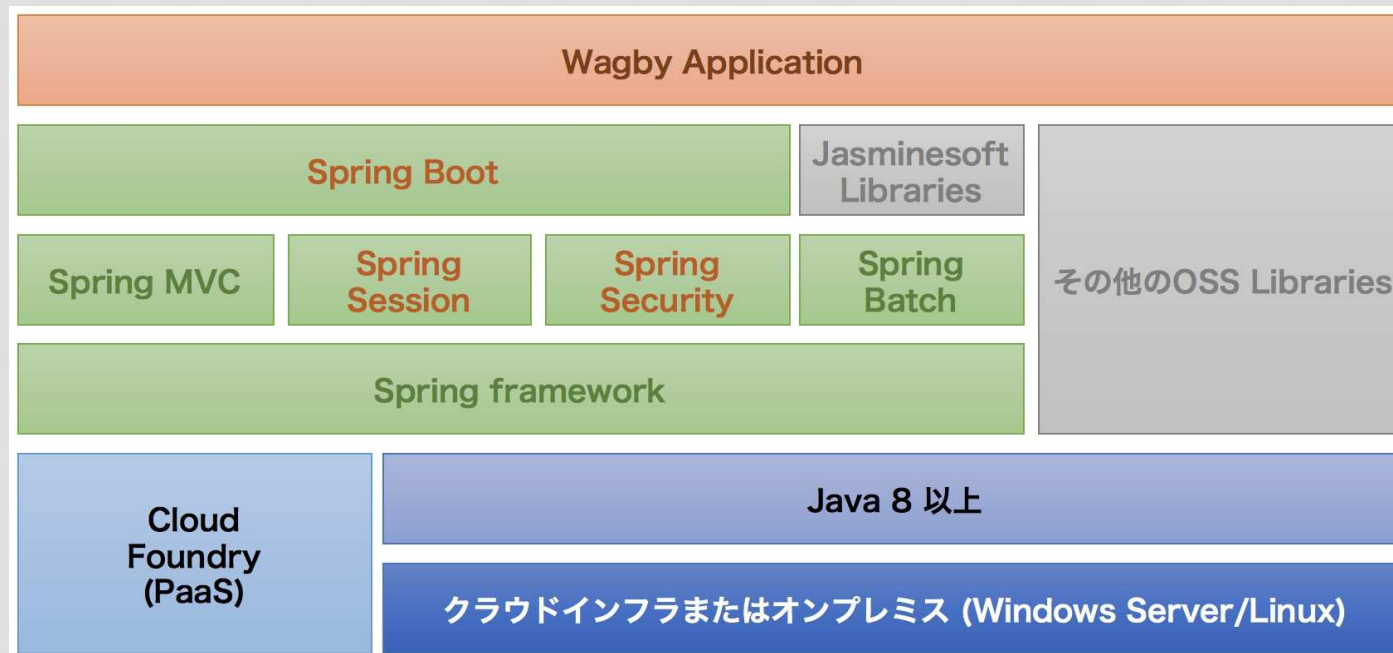 Wagby Application
Spring Boot
Jasminesoft
Libraries
Spring MVC
Spring
Session
Spring
Security
Spring
Batch
その他のOSS Libraries
Spring framework
Cloud
Foundry
(PaaS)
Java 8 以上
クラウドインフラまたはオンプレミス (Windows Server/Linux)